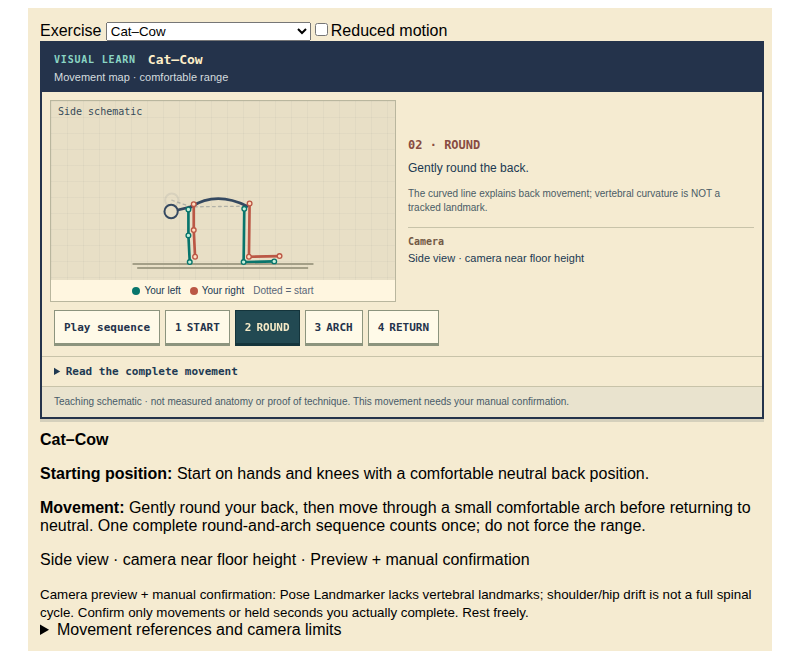 Exercise Cat–Cow Reduced motion
VISUAL LEARN Cat–Cow
Movement map · comfortable range
Side schematic
02 · ROUND
Gently round the back.
The curved line explains back movement; vertebral curvature is NOT a
tracked landmark.
Camera
Side view · camera near floor height
Your left Your right Dotted = start
Play sequence 1 START 2 ROUND 3 ARCH 4 RETURN
Read the complete movement
Teaching schematic · not measured anatomy or proof of technique. This movement needs your manual confirmation.
Cat–Cow
Starting position: Start on hands and knees with a comfortable neutral back position.
Movement: Gently round your back, then move through a small comfortable arch before returning to
neutral. One complete round-and-arch sequence counts once; do not force the range.
Side view · camera near floor height · Preview + manual confirmation
Camera preview + manual confirmation: Pose Landmarker lacks vertebral landmarks; shoulder/hip drift is not a full spinal
cycle. Confirm only movements or held seconds you actually complete. Rest freely.
Movement references and camera limits